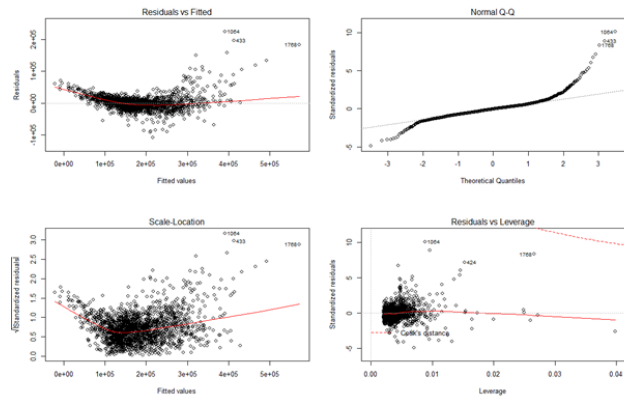 Residuals vs Fitted
1064
433
1768
2e+05
1e+05
0e+00
-1e+05
Residuals
0e+00 1e+05 2e+05 3e+05 4e+05 5e+05
Fitted values
Normal Q-Q
1064
433
1768
10
5
0
-5
Standardized residuals
-3 -2 -1 0 1 2 3
Theoretical Quantiles
Scale-Location
1064
433
1768
3.0
2.5
2.0
1.5
1.0
0.5
0.0
√|Standardized residuals|
0e+00 1e+05 2e+05 3e+05 4e+05 5e+05
Fitted values
Residuals vs Leverage
1064
1768
424
10
5
0
-5
Standardized residuals
Cook's distance
0.00 0.01 0.02 0.03 0.04
Leverage